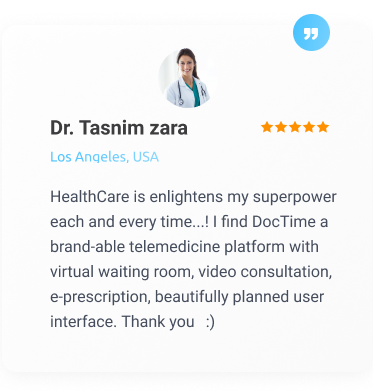 Dr. Tasnim zara
Los Angeles, USA
HealthCare is enlightens my superpower
each and every time...! I find DocTime a
brand-able telemedicine platform with
virtual waiting room, video consultation,
e-prescription, beautifully planned user
interface. Thank you :)